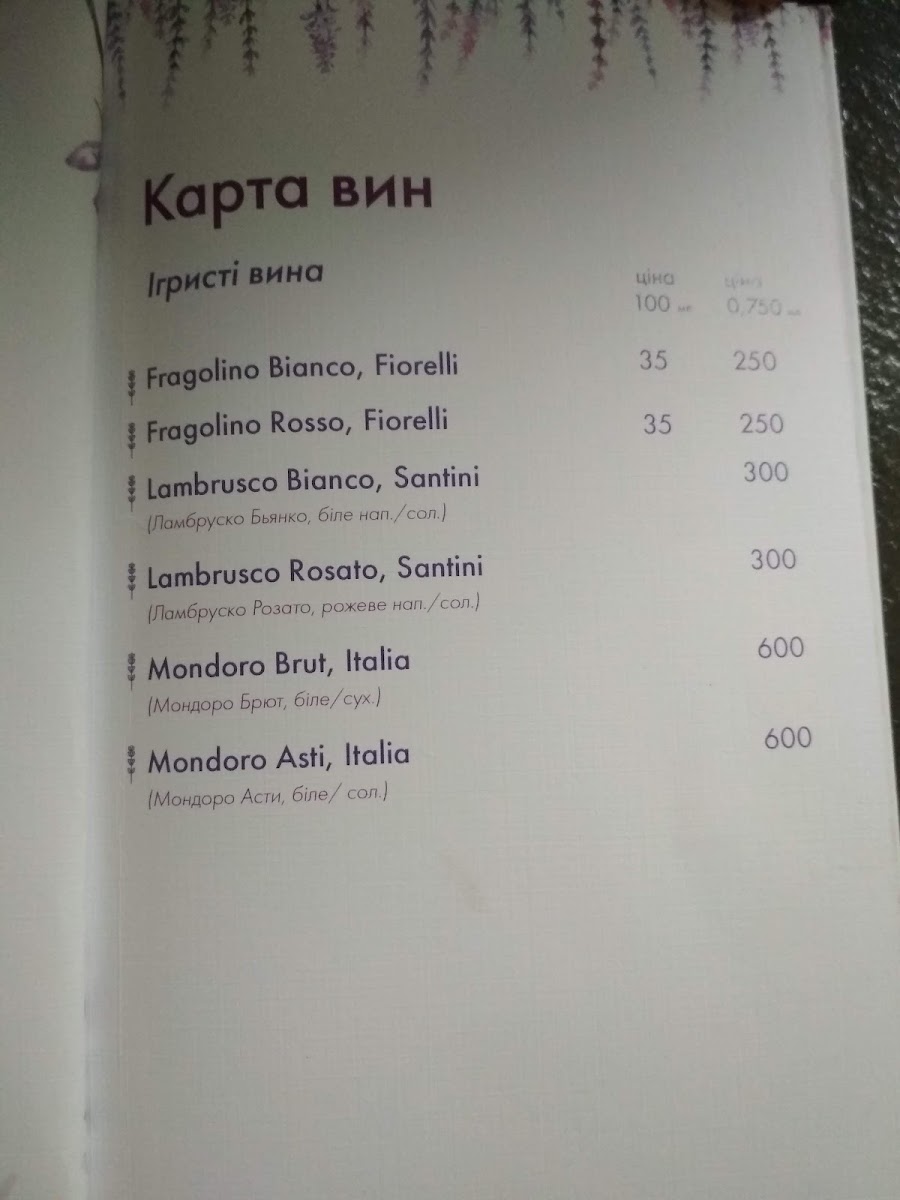 Карта вин
Ігристі вина
ціна ціна
100 мг 0,750
Fragolino Bianco, Fiorelli 35 250
Fragolino Rosso, Fiorelli 35 250
Lambrusco Bianco, Santini 300
(Ламбруско Бьянко, біле нап./сол.)
Lambrusco Rosato, Santini 300
(Ламбруско Розато, рожеве нап./сол.)
Mondoro Brut, Italia 600
(Мондоро Брют, біле/сух.)
Mondoro Asti, Italia 600
(Мондоро Асти, біле/ сол.)